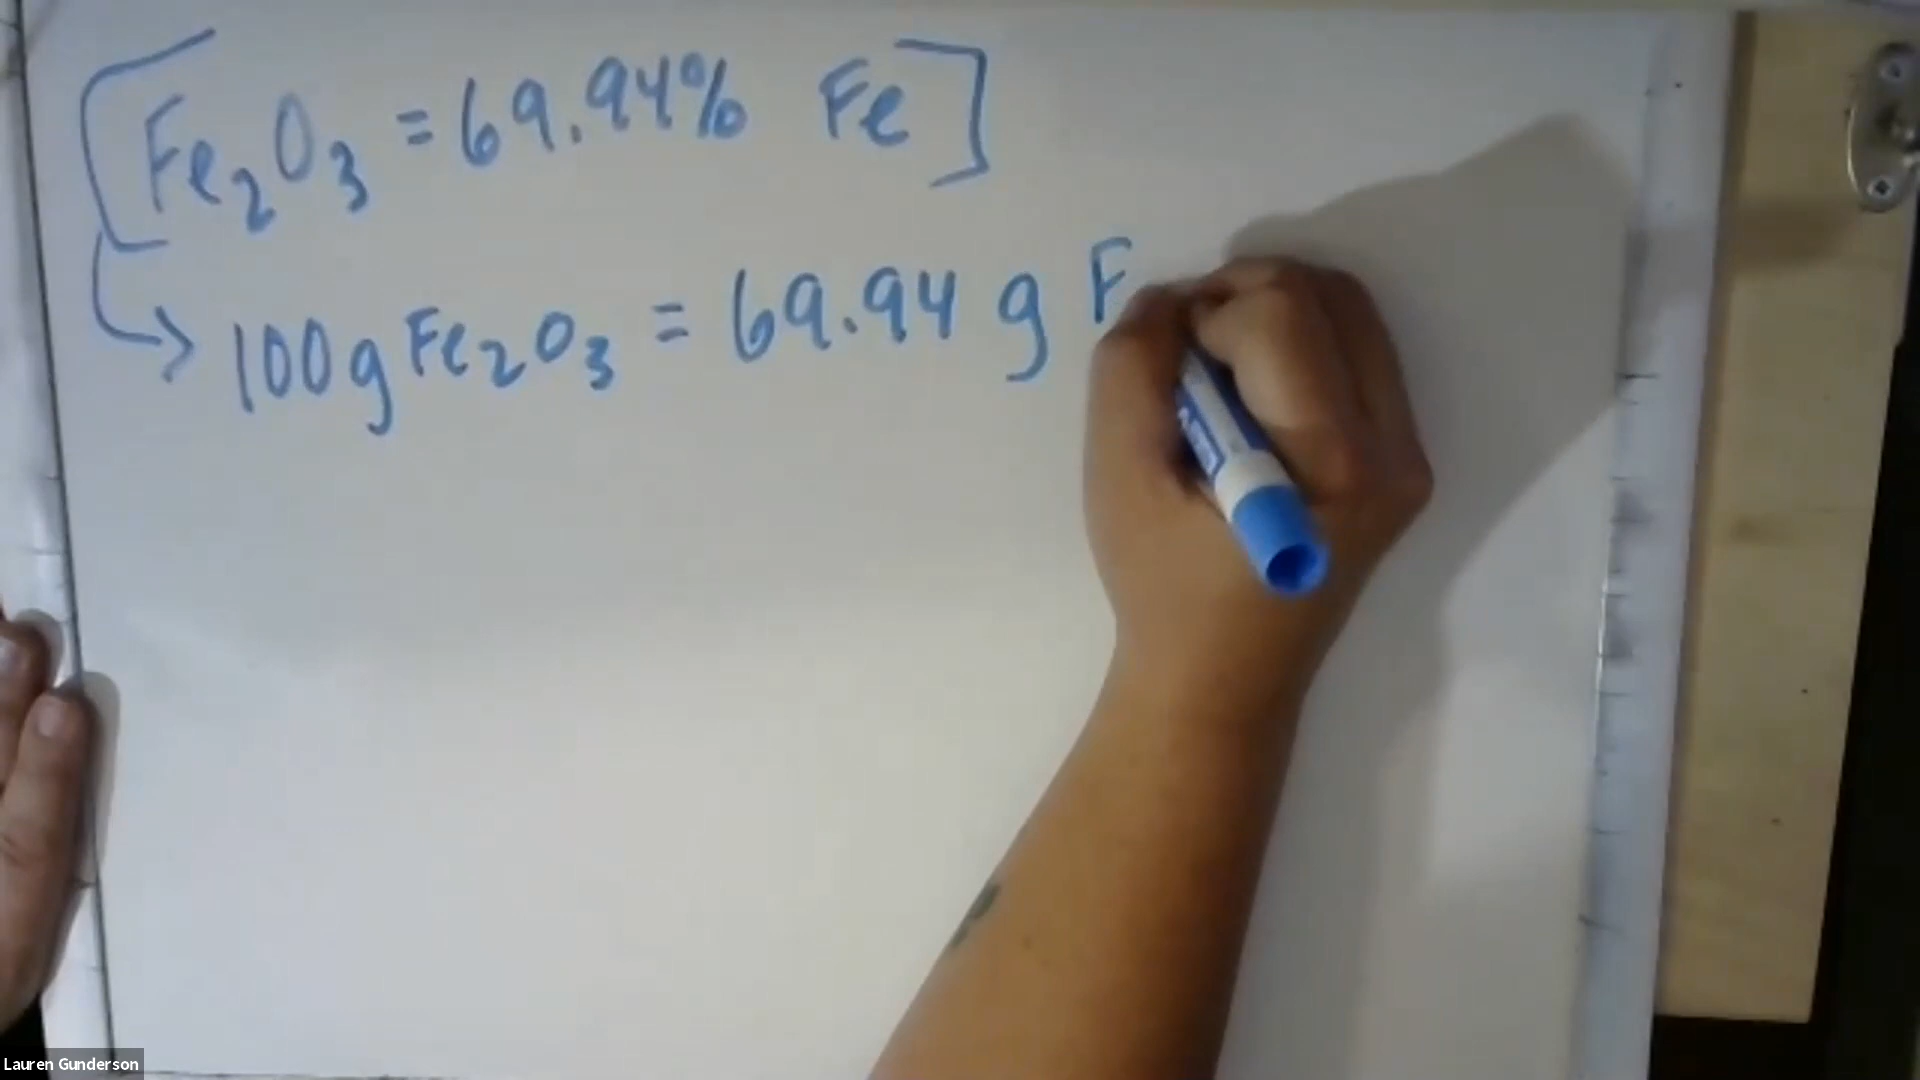 [Fe₂O₃ = 69.94% Fe]
→ 100g Fe₂O₃ = 69.94 g F
Lauren Gunderson